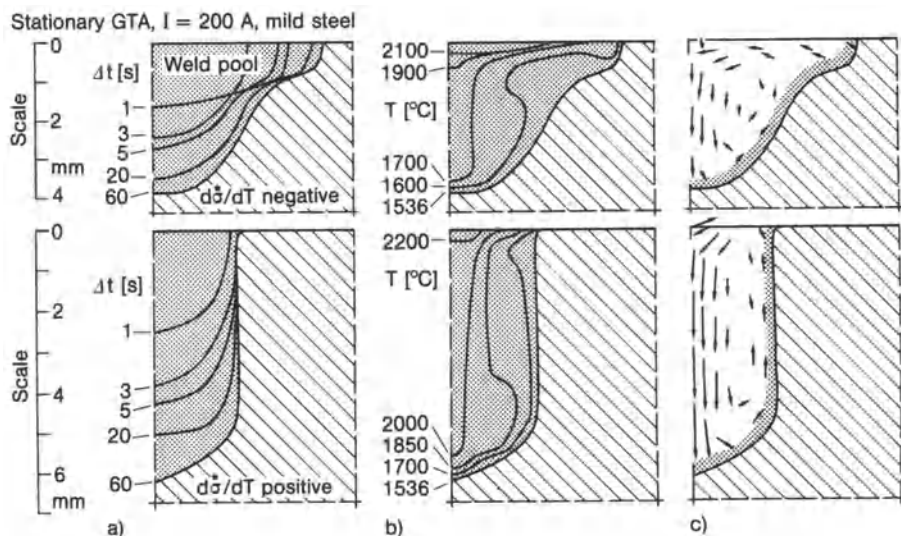 Stationary GTA, I = 200 A, mild steel
Scale
0
2
mm
4
Δt [s]
Weld pool
1
3
5
20
60
dσ*/dT negative
2100
1900
T [°C]
1700
1600
1536
Scale
0
2
4
6
mm
Δt [s]
1
3
5
20
60
dσ*/dT positive
2200
T [°C]
2000
1850
1700
1536
a)
b)
c)